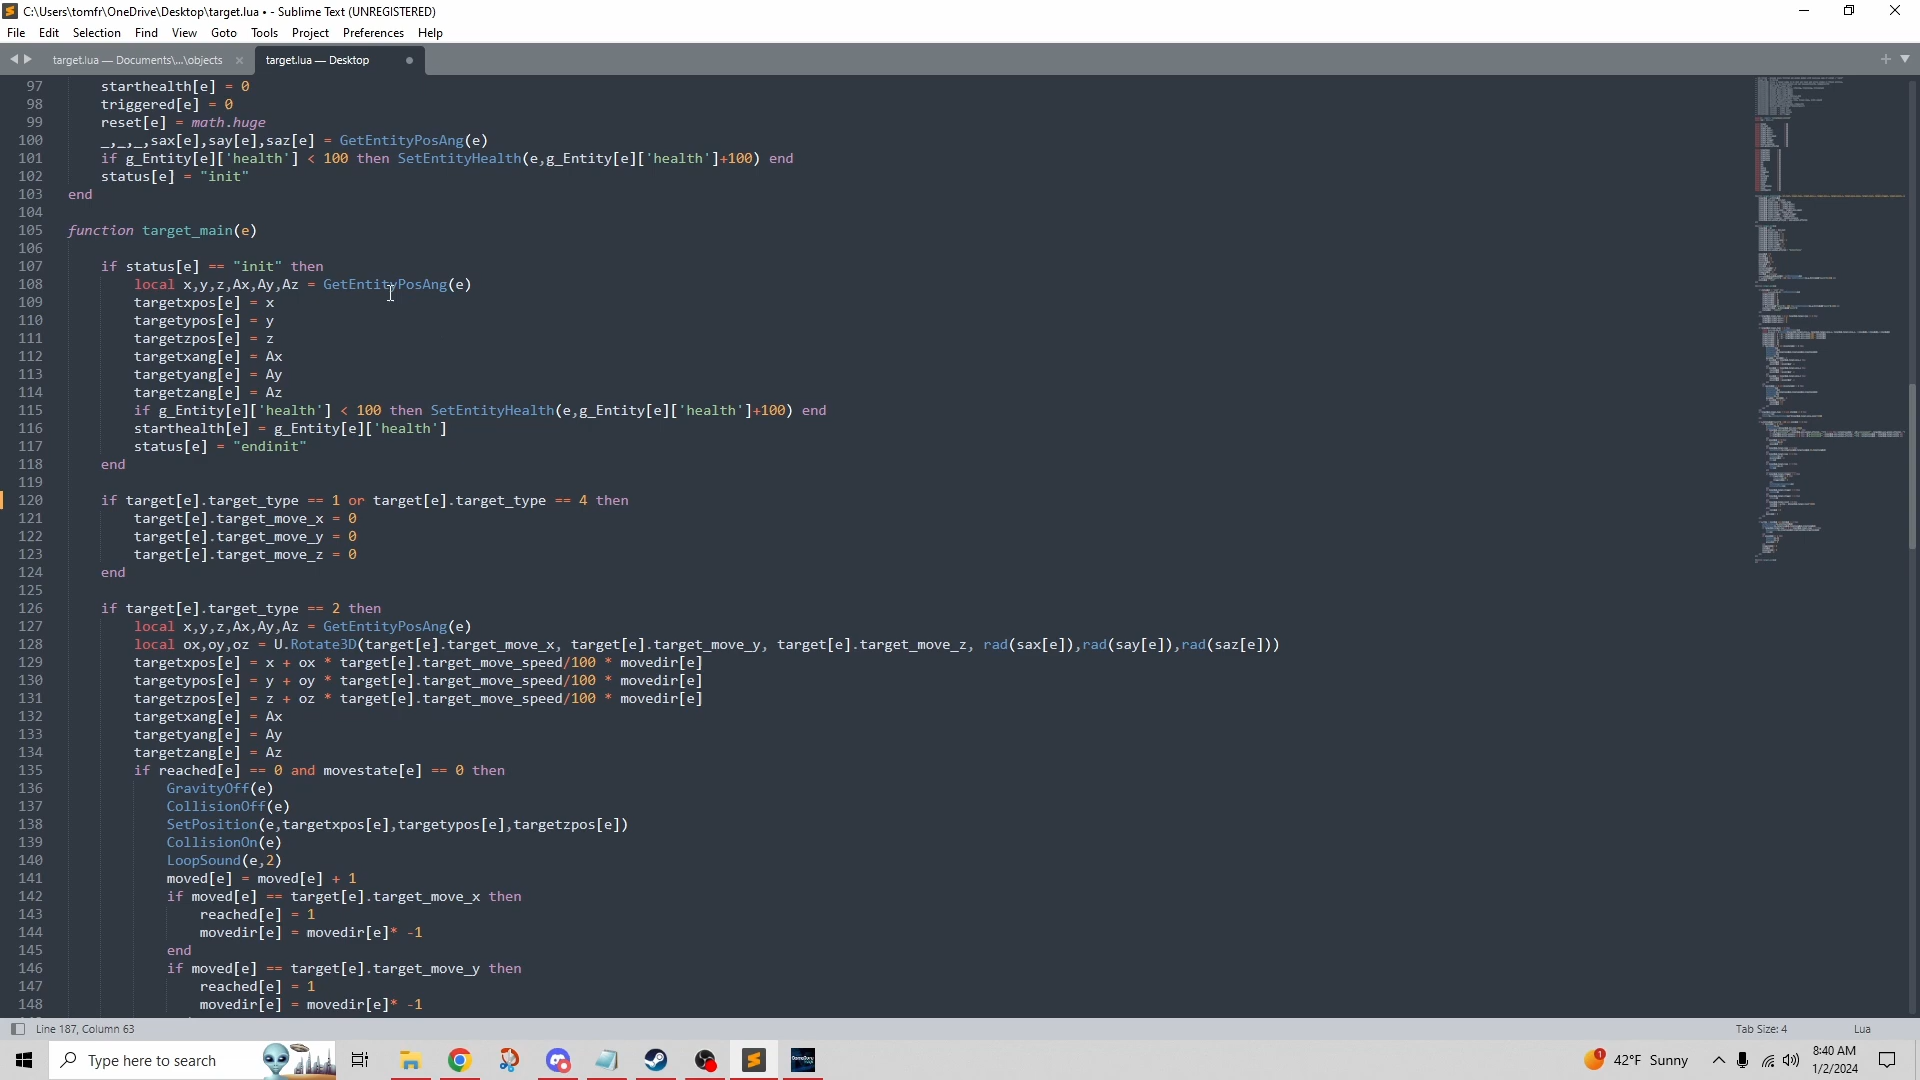 C:\Users\tomfr\OneDrive\Desktop\target.lua • - Sublime Text (UNREGISTERED)
File Edit Selection Find View Goto Tools Project Preferences Help
target.lua — Documents\...\objects × target.lua — Desktop
97 starthealth[e] = 0
98 triggered[e] = 0
99 reset[e] = math.huge
100 _,_,_,sax[e],say[e],saz[e] = GetEntityPosAng(e)
101 if g_Entity[e]['health'] < 100 then SetEntityHealth(e,g_Entity[e]['health']+100) end
102 status[e] = "init"
103 end
104
105 function target_main(e)
106
107 if status[e] == "init" then
108 local x,y,z,Ax,Ay,Az = GetEntityPosAng(e)
109 targetxpos[e] = x
110 targetypos[e] = y
111 targetzpos[e] = z
112 targetxang[e] = Ax
113 targetyang[e] = Ay
114 targetzang[e] = Az
115 if g_Entity[e]['health'] < 100 then SetEntityHealth(e,g_Entity[e]['health']+100) end
116 starthealth[e] = g_Entity[e]['health']
117 status[e] = "endinit"
118 end
119
120 if target[e].target_type == 1 or target[e].target_type == 4 then
121 target[e].target_move_x = 0
122 target[e].target_move_y = 0
123 target[e].target_move_z = 0
124 end
125
126 if target[e].target_type == 2 then
127 local x,y,z,Ax,Ay,Az = GetEntityPosAng(e)
128 local ox,oy,oz = U.Rotate3D(target[e].target_move_x, target[e].target_move_y, target[e].target_move_z, rad(sax[e]),rad(say[e]),rad(saz[e]))
129 targetxpos[e] = x + ox * target[e].target_move_speed/100 * movedir[e]
130 targetypos[e] = y + oy * target[e].target_move_speed/100 * movedir[e]
131 targetzpos[e] = z + oz * target[e].target_move_speed/100 * movedir[e]
132 targetxang[e] = Ax
133 targetyang[e] = Ay
134 targetzang[e] = Az
135 if reached[e] == 0 and movestate[e] == 0 then
136 GravityOff(e)
137 CollisionOff(e)
138 SetPosition(e,targetxpos[e],targetypos[e],targetzpos[e])
139 CollisionOn(e)
140 LoopSound(e,2)
141 moved[e] = moved[e] + 1
142 if moved[e] == target[e].target_move_x then
143 reached[e] = 1
144 movedir[e] = movedir[e]* -1
145 end
146 if moved[e] == target[e].target_move_y then
147 reached[e] = 1
148 movedir[e] = movedir[e]* -1
Line 187, Column 63 Tab Size: 4 Lua
Type here to search
42°F Sunny
8:40 AM
1/2/2024